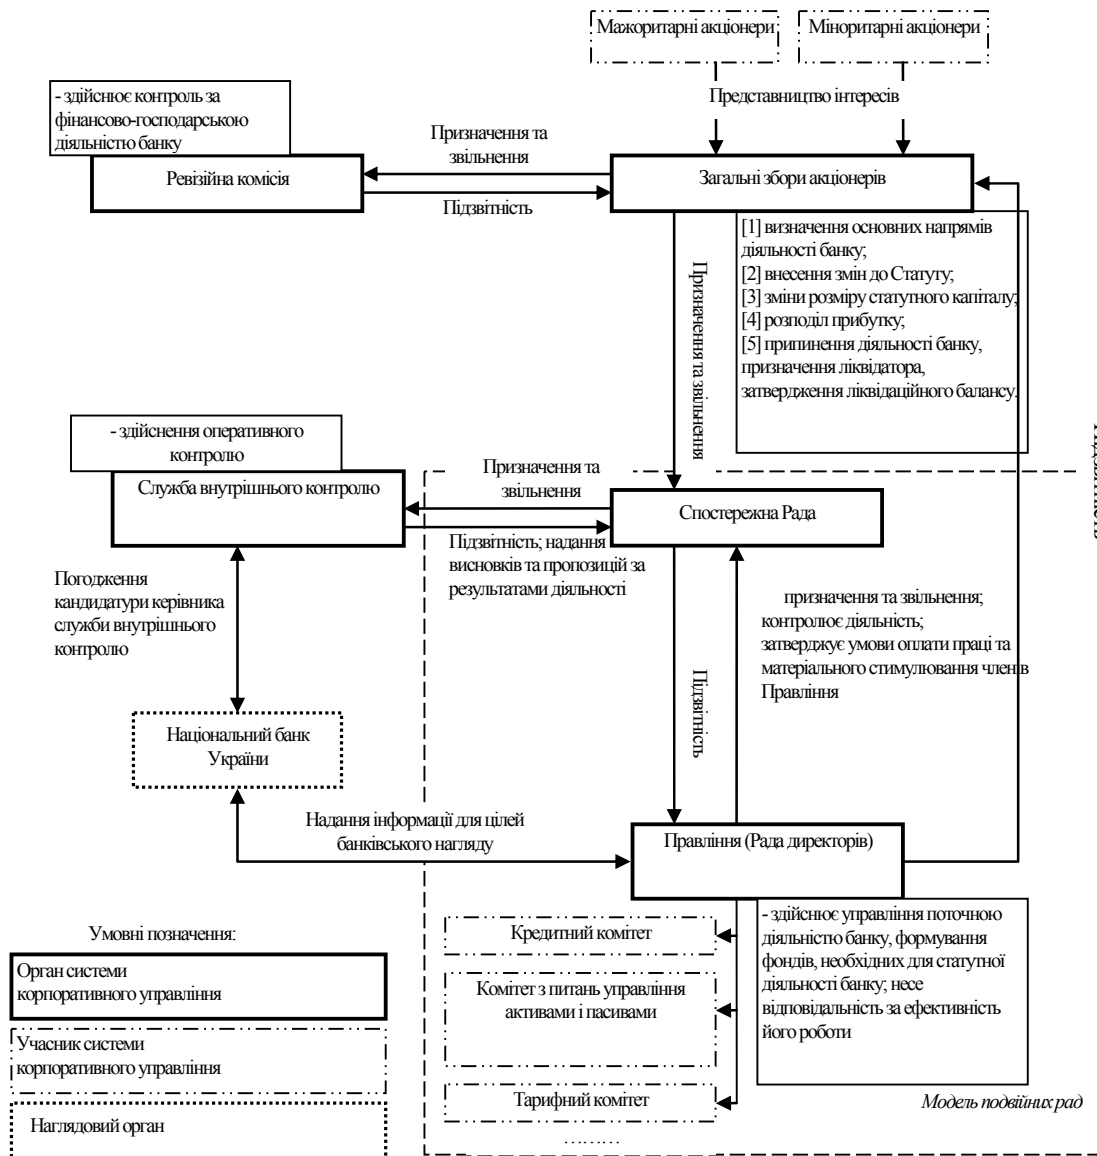 Мажоритарні акціонери
Міноритарні акціонери
Представництво інтересів
- здійснює контроль за
фінансово-господарською
діяльністю банку
Ревізійна комісія
Призначення та
звільнення
Підзвітність
Загальні збори акціонерів
[1] визначення основних напрямів
діяльності банку;
[2] внесення змін до Статуту;
[3] зміни розміру статутного капіталу;
[4] розподіл прибутку;
[5] припинення діяльності банку,
призначення ліквідатора,
затвердження ліквідаційного балансу.
Призначення та звільнення
- здійснення оперативного
контролю
Служба внутрішнього контролю
Призначення та
звільнення
Підзвітність; надання
висновків та пропозицій за
результатами діяльності
Спостережна Рада
Погодження
кандидатури керівника
служби внутрішнього
контролю
призначення та звільнення;
контролює діяльність;
затверджує умови оплати праці та
матеріального стимулювання членів
Правління
Підзвітність
Національний банк
України
Надання інформації для цілей
банківського нагляду
Правління (Рада директорів)
- здійснює управління поточною
діяльністю банку, формування
фондів, необхідних для статутної
діяльності банку; несе
відповідальність за ефективність
його роботи
Кредитний комітет
Комітет з питань управління
активами і пасивами
Тарифний комітет
………
Модель подвійних рад
Умовні позначення:
Орган системи
корпоративного управління
Учасник системи
корпоративного управління
Наглядовий орган